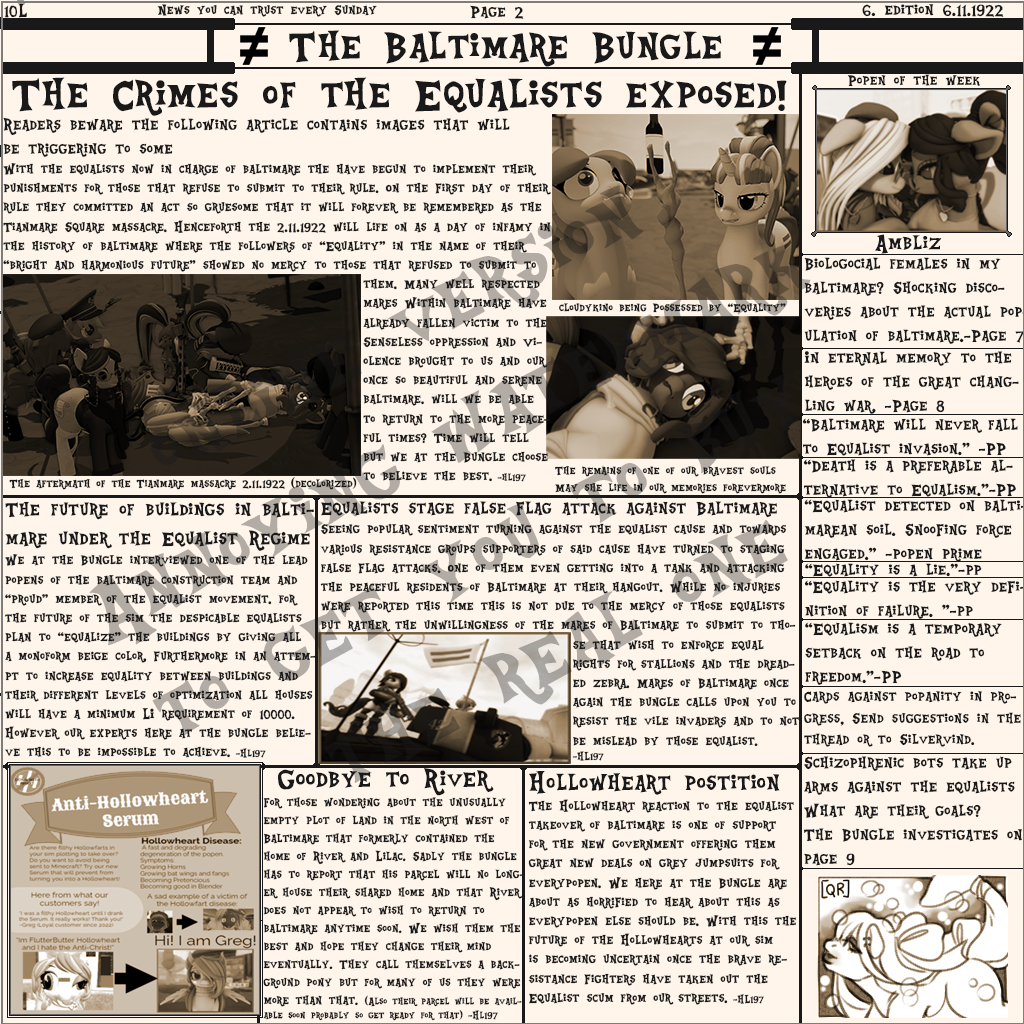 10L
News you can trust every Sunday
Page 2
6. Edition 6.11.1922
≠ The Baltimare Bungle ≠
The Crimes of the Equalists exposed!
Readers beware the following article contains images that will
be triggering to some
With the equalists now in charge of Baltimare the have begun to implement their
punishments for those that refuse to submit to their rule. On the first day of their
rule they committed an act so gruesome that it will forever be remembered as the
Tianmare Square massacre. Henceforth the 2.11.1922 will life on as a day of infamy in
the history of Baltimare where the followers of "Equality" in the name of their
"bright and harmonious future" showed no mercy to those that refused to submit to
them. Many well respected
mares within Baltimare have
already fallen victim to the
senseless oppression and vi-
olence brought to us and our
once so beautiful and serene
Baltimare. Will we be able
to return to the more peace-
ful times? Time will tell
but we at the Bungle choose
to believe the best. -HL197
Cloudykino being possessed by "Equality"
The remains of one of our bravest souls
may she life in our memories forevermore
The aftermath of the Tianmare massacre 2.11.1922 (Decolorized)
The future of buildings in Balti-
mare under the Equalist Regime
We at the Bungle interviewed one of the lead
popens of the Baltimare construction team and
"proud" member of the equalist movement. For
the future of the sim the despicable equalists
plan to "equalize" the buildings by giving all
a monoform beige color. Furthermore in an attem-
pt to increase equality between buildings and
their different levels of optimization all houses
will have a minimum Li requirement of 10000.
However our experts here at the Bungle belie-
ve this to be impossible to achieve. -HL197
Equalists stage false flag attack against Baltimare
Seeing popular sentiment turning against the equalist cause and towards
various resistance groups supporters of said cause have turned to staging
false flag attacks. One of them even getting into a tank and attacking
the peaceful residents of Baltimare at their hangout. While no injuries
were reported this time this is not due to the mercy of those equalists
but rather the unwillingness of the mares of Baltimare to submit to tho-
se that wish to enforce equal
rights for stallions and the dread-
ed zebra. Mares of Baltimare once
again the Bungle calls upon you to
resist the vile invaders and to not
be mislead by those equalist.
-HL197
Anti-Hollowheart
Serum
Are there filthy Hollowfarts in
your sim plotting to take over?
Do you want to avoid being
sent to Minecraft? Try our new
Serum that will prevent from
turning you into a Hollowheart!
Hollowheart Disease:
A fast and degrading
degeneration of the popen.
Symptoms:
Growing Horns
Growing bat wings and fangs
Becoming Pretencious
Becoming good in Blender
Here from what our
customers say!
"I was a filthy Hollowheart until I drank
the Serum. It really works! Thank you!"
-Greg (Loyal customer since 2022)
A sad example of a victim of
the Hollowfart disease:
"Im FlutterButter Hollowheart
and I hate the Anti-Christ!"
Hi! I am Greg!
Goodbye to River
For those wondering about the unusually
empty plot of land in the north west of
Baltimare that formerly contained the
home of River and Lilac. Sadly the Bungle
has to report that his parcel will no long-
er house their shared home and that River
does not appear to wish to return to
Baltimare anytime soon. We wish them the
best and hope they change their mind
eventually. They call themselves a back-
ground pony but for many of us they were
more than that. (Also their parcel will be avail-
able soon probably so get ready for that) -HL197
Hollowheart postition
The Hollowheart reaction to the equalist
takeover of Baltimare is one of support
for the new government offering them
great new deals on grey jumpsuits for
everypopen. We here at the Bungle are
about as horrified to hear about this as
everypopen else should be. With this the
future of the Hollowhearts at our sim
is becoming uncertain once the brave re-
sistance fighters have taken out the
Equalist scum from our streets. -HL197
Popen of the week
Ambliz
Biologocial females in my
Baltimare? Shocking disco-
veries about the actual pop
ulation of Baltimare.-Page 7
In eternal memory to the
heroes of the great chang-
ling war. -Page 8
"Baltimare will never fall
to Equalist invasion." -PP
"Death is a preferable al-
ternative to Equalism."-PP
"Equalist detected on Balti-
marean soil. Snoofing force
engaged." -Popen Prime
"Equality is a lie."-PP
"Equality is the very defi-
nition of failure. "-PP
"Equalism is a temporary
setback on the road to
freedom."-PP
Cards against popanity in pro-
gress. Send suggestions in the
thread or to Silvervind.
Schizophrenic bots take up
arms against the equalists
What are their goals?
The Bungle investigates on
page 9
[QR]